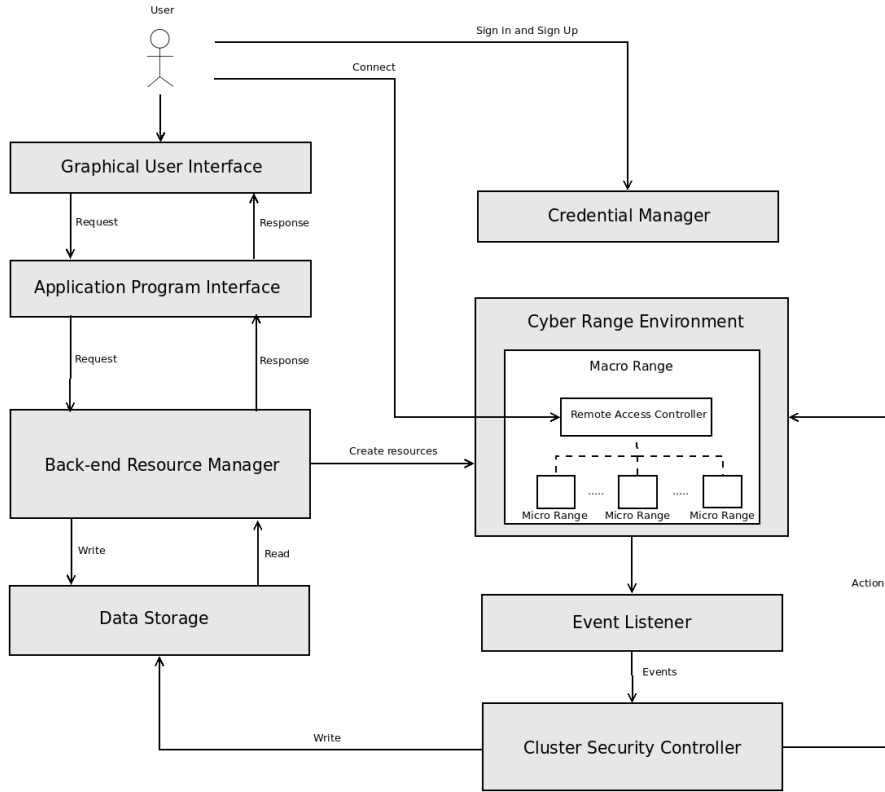 User
Sign in and Sign Up
Connect
Graphical User Interface
Request
Response
Credential Manager
Application Program Interface
Cyber Range Environment
Request
Response
Macro Range
Remote Access Controller
Back-end Resource Manager
Create resources
..... .....
Micro Range Micro Range Micro Range
Write
Read
Actions
Data Storage
Event Listener
Events
Write
Cluster Security Controller